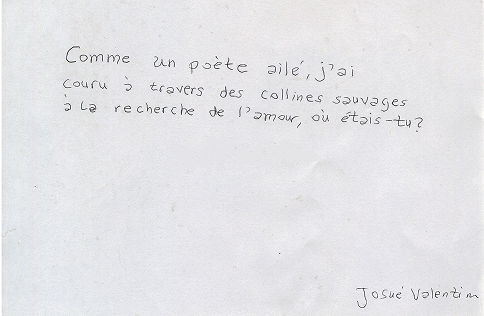 Comme un poète ailé, j'ai
couru à travers des collines sauvages
à la recherche de l'amour, où étais-tu?
Josué Valentim